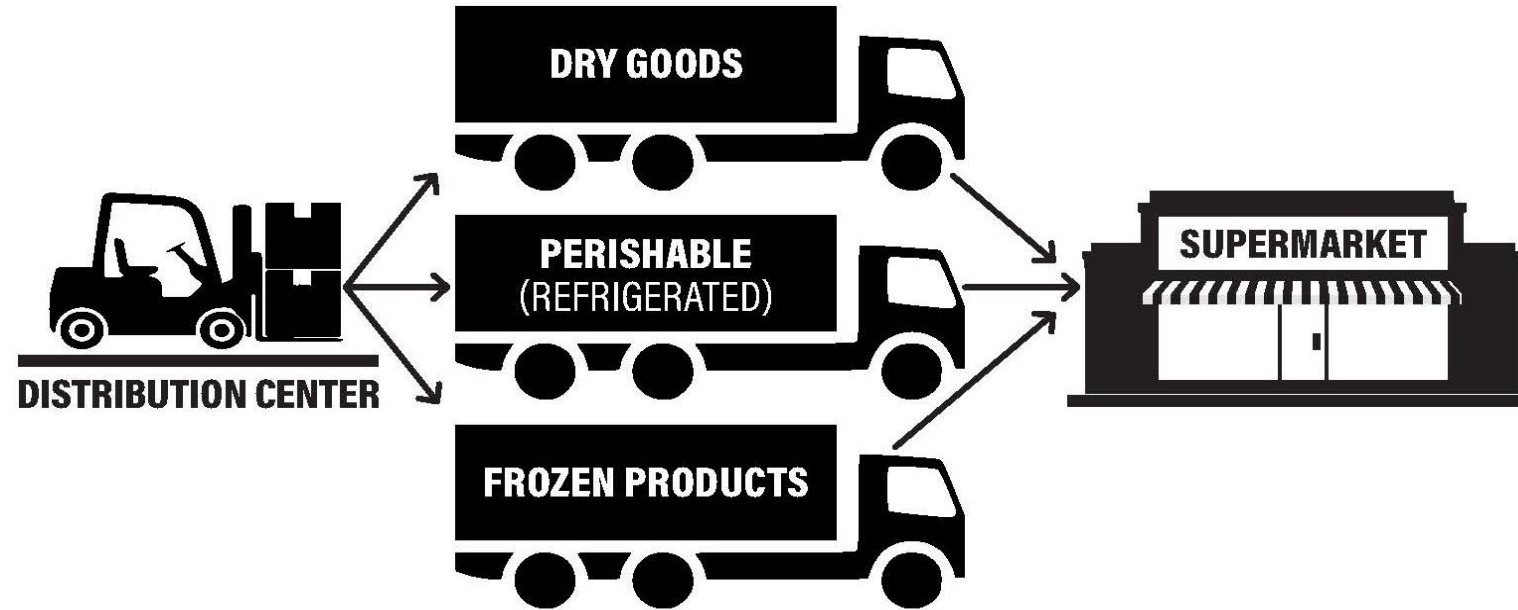 DRY GOODS
PERISHABLE
(REFRIGERATED)
FROZEN PRODUCTS
DISTRIBUTION CENTER
SUPERMARKET